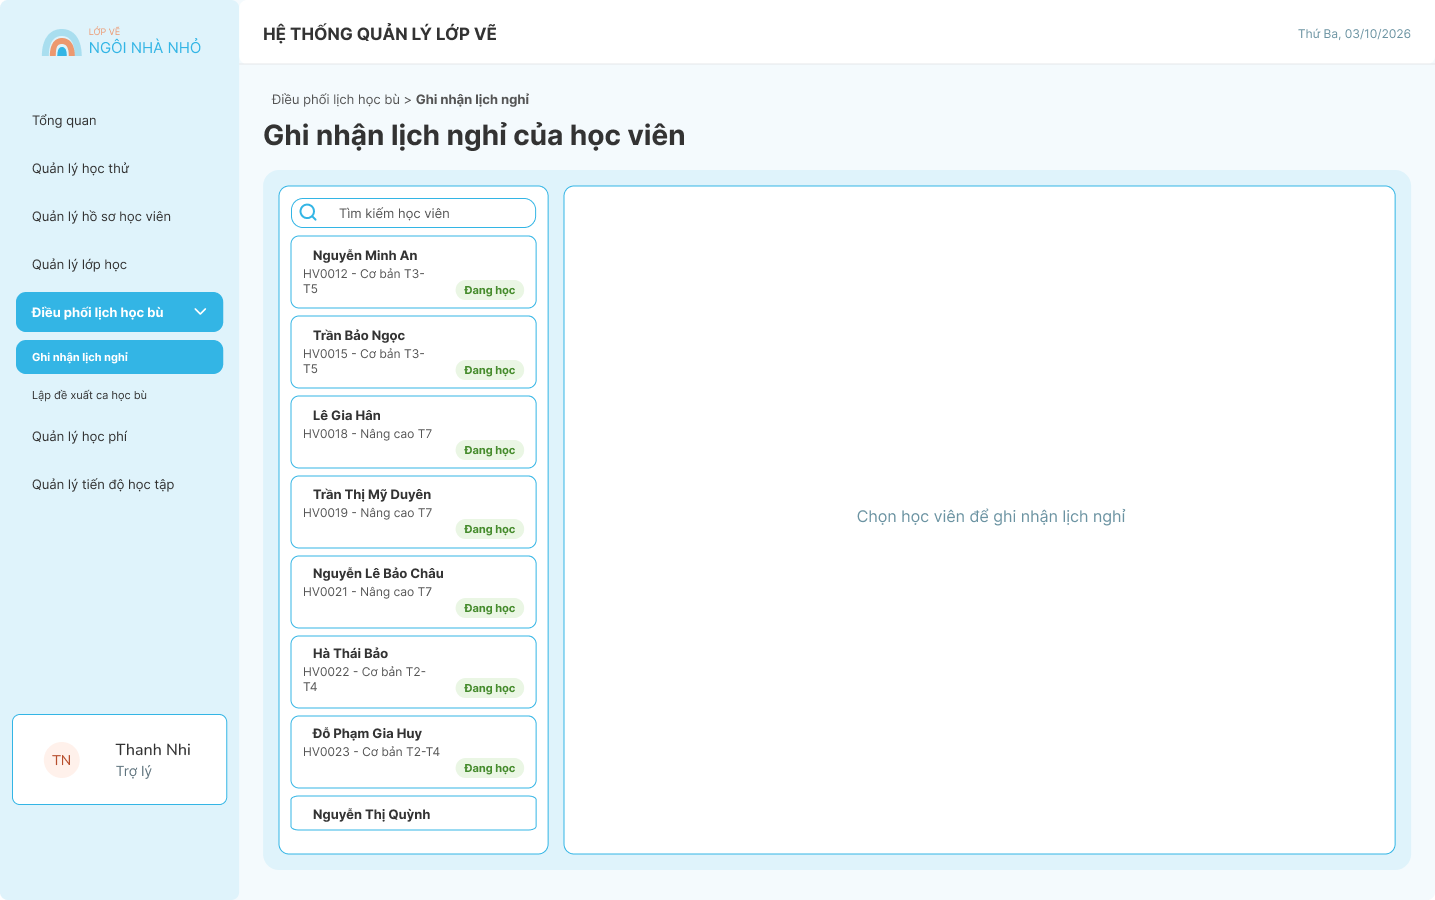 LỚP VẼ
NGÔI NHÀ NHỎ
HỆ THỐNG QUẢN LÝ LỚP VẼ
Thứ Ba, 03/10/2026
Tổng quan
Quản lý học thử
Quản lý hồ sơ học viên
Quản lý lớp học
Điều phối lịch học bù
Ghi nhận lịch nghỉ
Lập đề xuất ca học bù
Quản lý học phí
Quản lý tiến độ học tập
TN
Thanh Nhi
Trợ lý
Điều phối lịch học bù > Ghi nhận lịch nghỉ
Ghi nhận lịch nghỉ của học viên
Tìm kiếm học viên
Nguyễn Minh An
HV0012 - Cơ bản T3-
T5
Đang học
Trần Bảo Ngọc
HV0015 - Cơ bản T3-
T5
Đang học
Lê Gia Hân
HV0018 - Nâng cao T7
Đang học
Trần Thị Mỹ Duyên
HV0019 - Nâng cao T7
Đang học
Nguyễn Lê Bảo Châu
HV0021 - Nâng cao T7
Đang học
Hà Thái Bảo
HV0022 - Cơ bản T2-
T4
Đang học
Đỗ Phạm Gia Huy
HV0023 - Cơ bản T2-T4
Đang học
Nguyễn Thị Quỳnh
Chọn học viên để ghi nhận lịch nghỉ